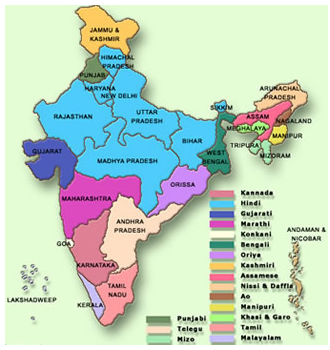 JAMMU &
KASHMIR
HIMACHAL
PRADESH
PUNJAB
HARYANA
NEW DELHI
RAJASTHAN
UTTAR
PRADESH
SIKKIM
ARUNACHAL
PRADESH
ASSAM
NAGALAND
MEGHALAYA
MANIPUR
TRIPURA
MIZORAM
BIHAR
WEST
BENGAL
GUJARAT
MADHYA PRADESH
ORISSA
MAHARASHTRA
ANDHRA
PRADESH
GOA
KARNATAKA
TAMIL
NADU
KERALA
LAKSHADWEEP
ANDAMAN &
NICOBAR
Kannada
Hindi
Gujarati
Marathi
Konkani
Bengali
Oriya
Kashmiri
Assamese
Nissi & Daffla
Ao
Manipuri
Khasi & Garo
Tamil
Malayalam
Punjabi
Telegu
Mizo